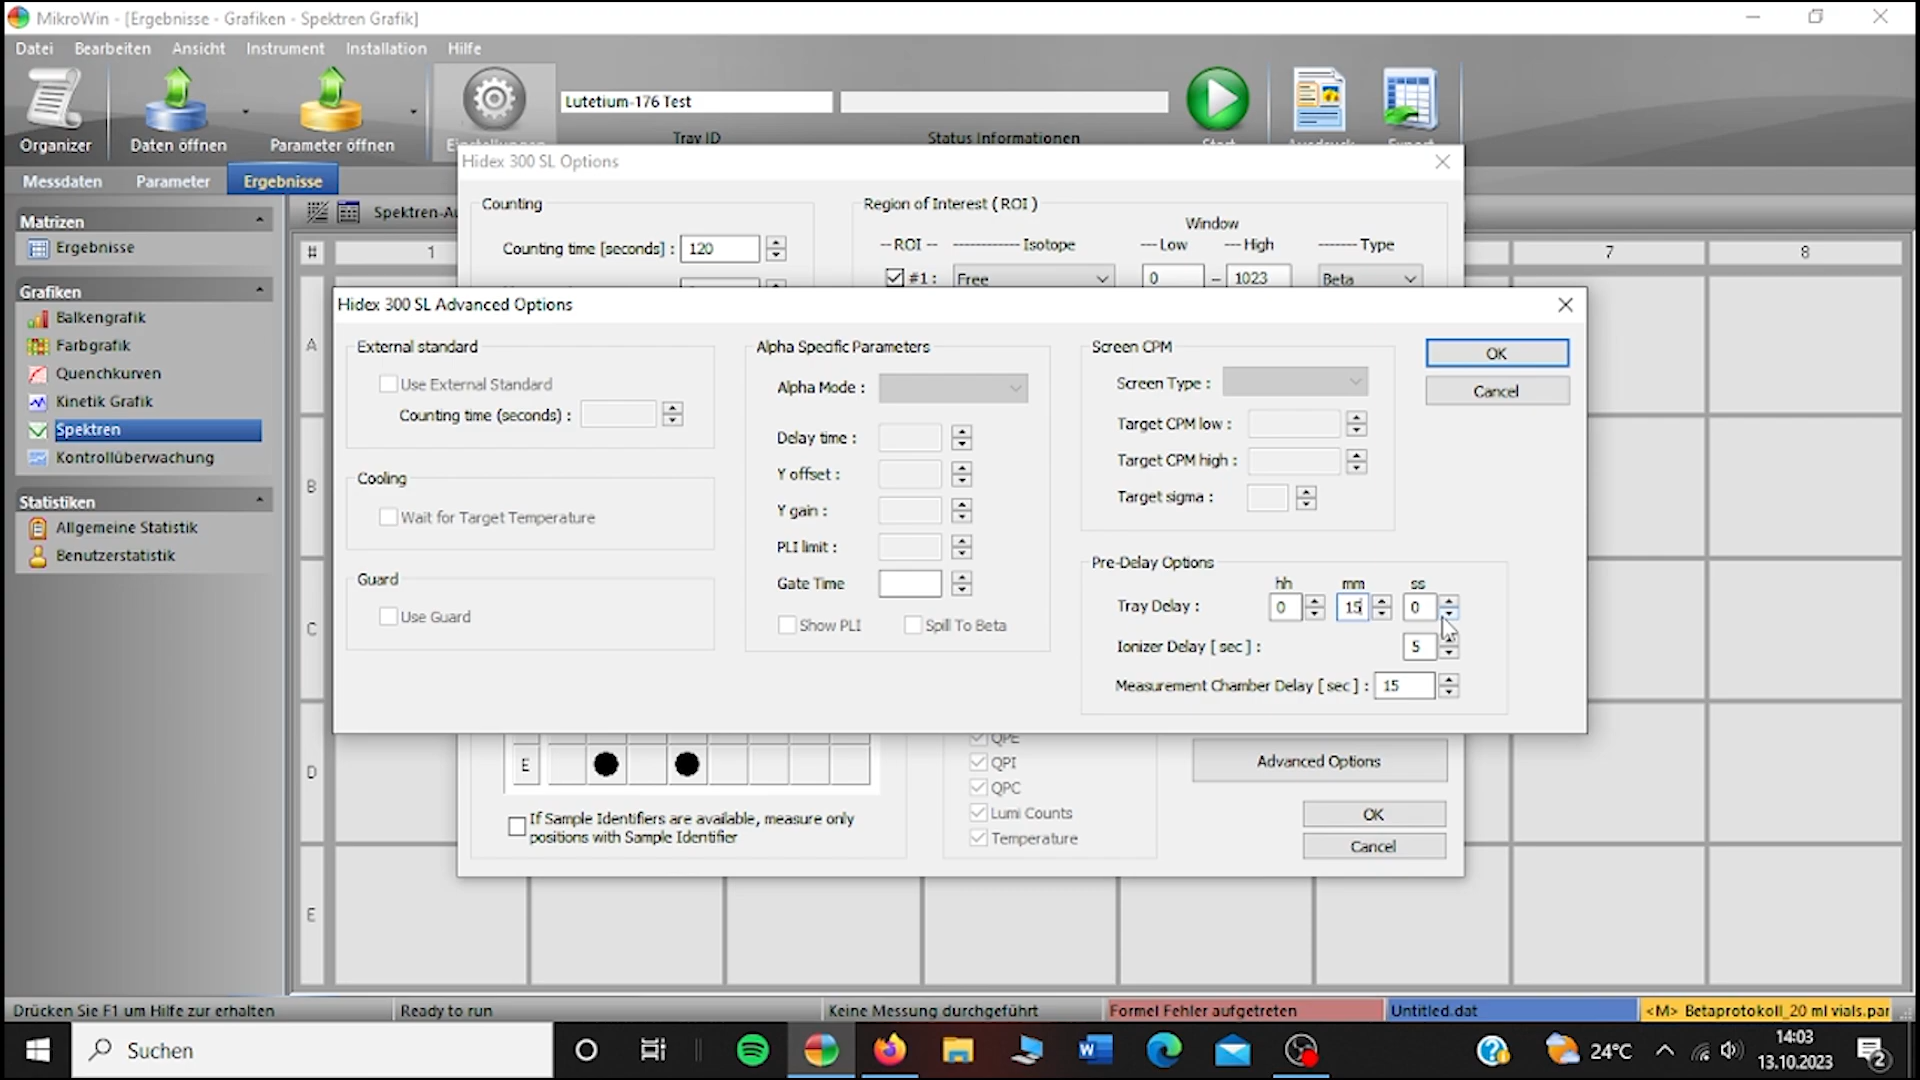 MikroWin - [Ergebnisse - Grafiken - Spektren Grafik]
Datei Bearbeiten Ansicht Instrument Installation Hilfe
Lutetium-176 Test
Organizer Daten öffnen Parameter öffnen Tray ID Status Informationen
Messdaten Parameter Ergebnisse
Hidex 300 SL Options
Matrizen
Ergebnisse
Grafiken
Balkengrafik
Farbgrafik
Quenchkurven
Kinetik Grafik
Spektren
Kontrollüberwachung
Statistiken
Allgemeine Statistik
Benutzerstatistik
# 1 7 8
A
B
C
D
E
Counting
Counting time [seconds] : 120
Region of Interest ( ROI )
Window
-- ROI -- ------------ Isotope --- Low --- High ------- Type
#1 : Free 0 - 1023 Beta
Hidex 300 SL Advanced Options
External standard
Use External Standard
Counting time (seconds) :
Cooling
Wait for Target Temperature
Guard
Use Guard
Alpha Specific Parameters
Alpha Mode :
Delay time :
Y offset :
Y gain :
PLI limit :
Gate Time
Show PLI Spill To Beta
Screen CPM
Screen Type :
Target CPM low :
Target CPM high :
Target sigma :
OK
Cancel
Pre-Delay Options
hh mm ss
Tray Delay : 0 15 0
Ionizer Delay [ sec ] : 5
Measurement Chamber Delay [ sec ] : 15
E
If Sample Identifiers are available, measure only
positions with Sample Identifier
QPE
QPI
QPC
Lumi Counts
Temperature
Advanced Options
OK
Cancel
Drücken Sie F1 um Hilfe zur erhalten Ready to run Keine Messung durchgeführt Formel Fehler aufgetreten Untitled.dat <M> Betaprotokoll_20 ml vials.par
Suchen
24°C
14:03
13.10.2023
2